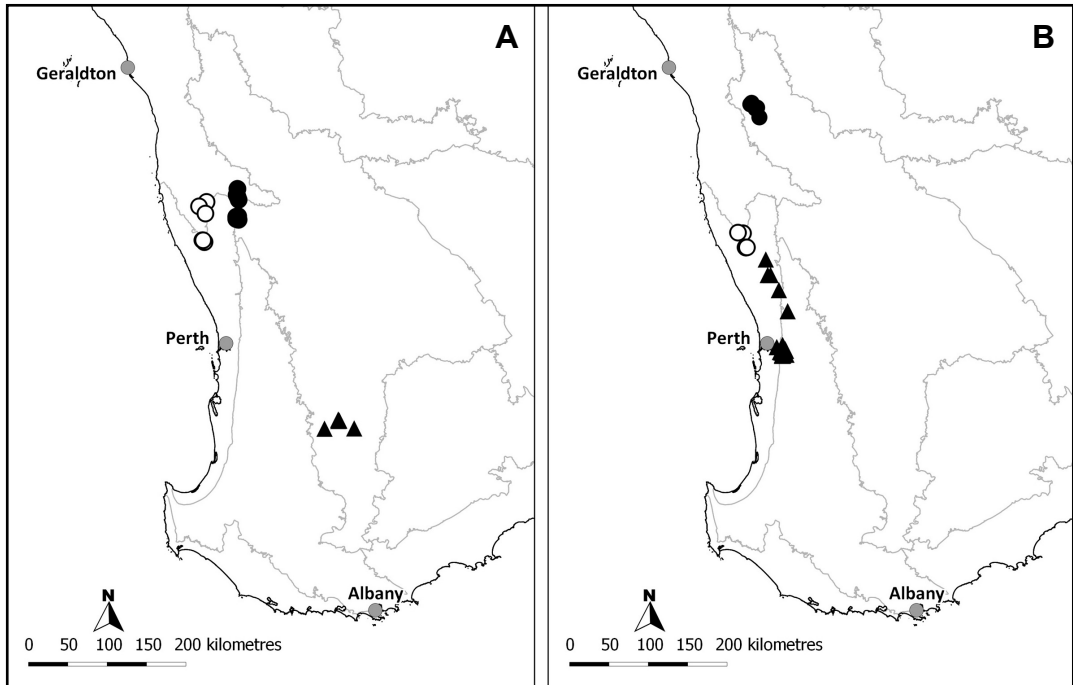 A
Geraldton
Perth
Albany
N
0 50 100 150 200 kilometres
B
Geraldton
Perth
Albany
N
0 50 100 150 200 kilometres